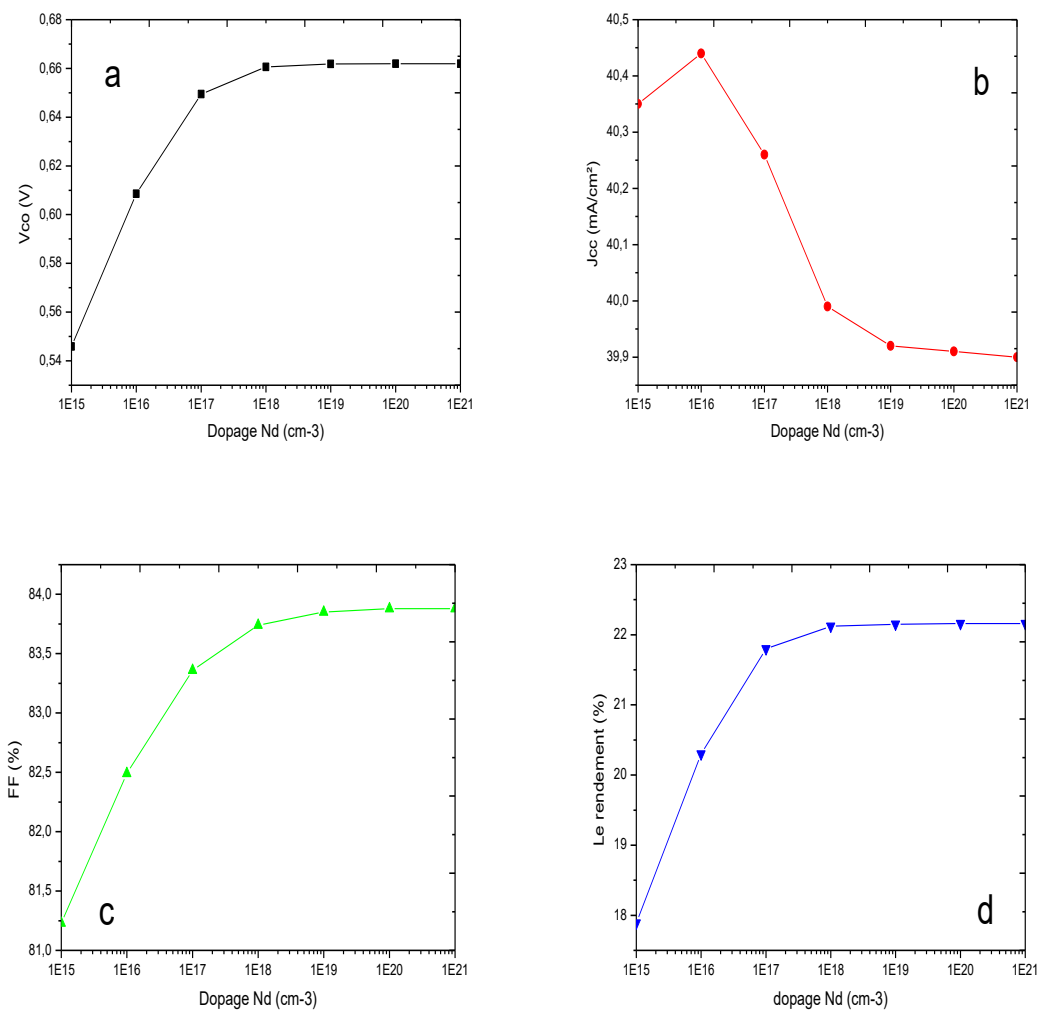 0,68
0,66
0,64
0,62
0,60
0,58
0,56
0,54
Vco (V)
a
1E15 1E16 1E17 1E18 1E19 1E20 1E21
Dopage Nd (cm-3)
40,5
40,4
40,3
40,2
40,1
40,0
39,9
Jcc (mA/cm²)
b
1E15 1E16 1E17 1E18 1E19 1E20 1E21
Dopage Nd (cm-3)
84,0
83,5
83,0
82,5
82,0
81,5
81,0
FF (%)
c
1E15 1E16 1E17 1E18 1E19 1E20 1E21
Dopage Nd (cm-3)
23
22
21
20
19
18
Le rendement (%)
d
1E15 1E16 1E17 1E18 1E19 1E20 1E21
dopage Nd (cm-3)